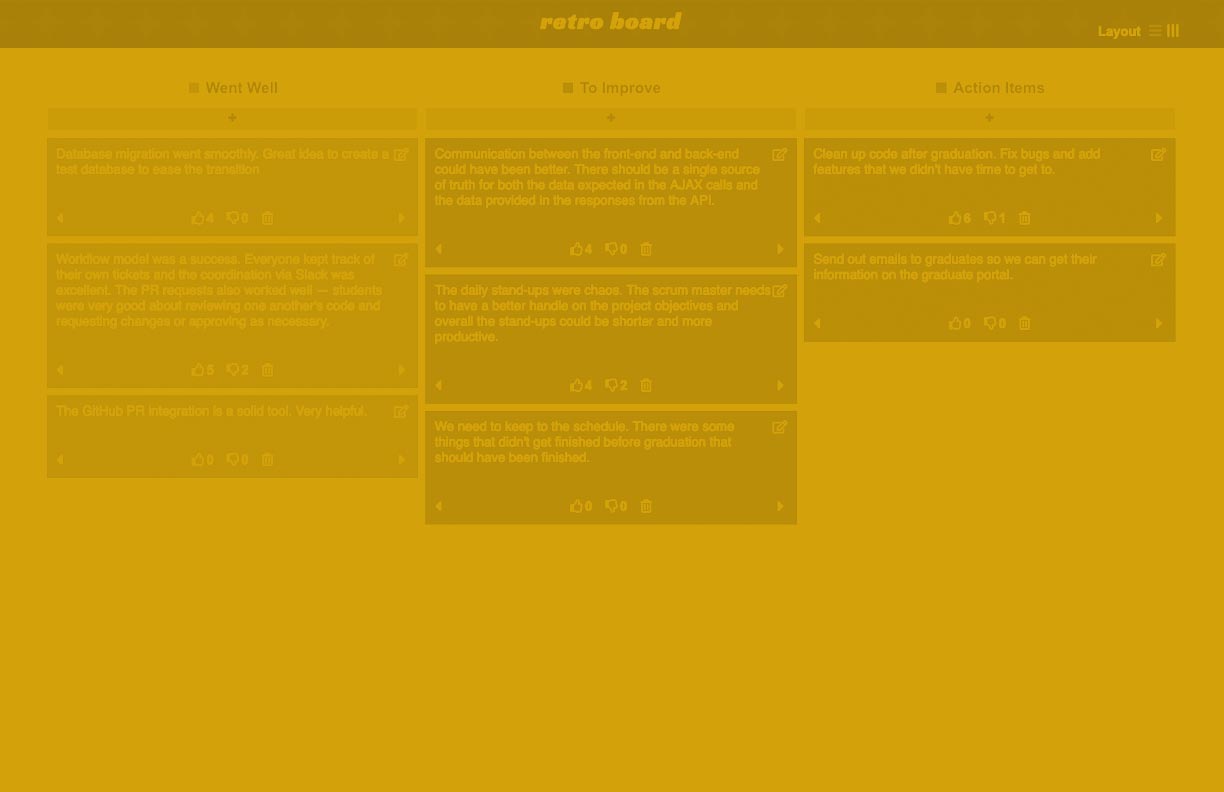 retro board
Layout
Went Well
+
Database migration went smoothly. Great idea to create a
test database to ease the transition
4 0
Workflow model was a success. Everyone kept track of
their own tickets and the coordination via Slack was
excellent. The PR requests also worked well — students
were very good about reviewing one another's code and
requesting changes or approving as necessary.
5 2
The GitHub PR integration is a solid tool. Very helpful.
0 0
To Improve
+
Communication between the front-end and back-end
could have been better. There should be a single source
of truth for both the data expected in the AJAX calls and
the data provided in the responses from the API.
4 0
The daily stand-ups were chaos. The scrum master needs
to have a better handle on the project objectives and
overall the stand-ups could be shorter and more
productive.
4 2
We need to keep to the schedule. There were some
things that didn't get finished before graduation that
should have been finished.
0 0
Action Items
+
Clean up code after graduation. Fix bugs and add
features that we didn't have time to get to.
6 1
Send out emails to graduates so we can get their
information on the graduate portal.
0 0